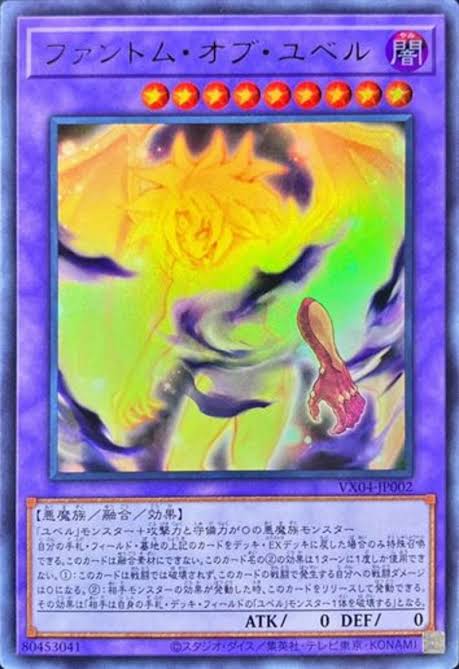 ファントム・オブ・ユベル
闇
VX04-JP002
【悪魔族/融合/効果】
「ユベル」モンスター+攻撃力と守備力が0の悪魔族モンスター
自分の手札・フィールド・墓地の上記のカードをデッキ・EXデッキに戻した場合のみ特殊召喚
できる。このカードは融合素材にできない。このカード名の②の効果は1ターンに1度しか使用で
きない。①:このカードは戦闘では破壊されず、このカードの戦闘で発生する自分への戦闘ダメージ
は0になる。②:相手モンスターの効果が発動した時、このカードをリリースして発動できる。
その効果は「相手は自身の手札・デッキ・フィールドの「ユベル」モンスター1体を破壊する」となる。
ATK/ 0 DEF/ 0
80453041
©スタジオ・ダイス/集英社・テレビ東京・KONAMI